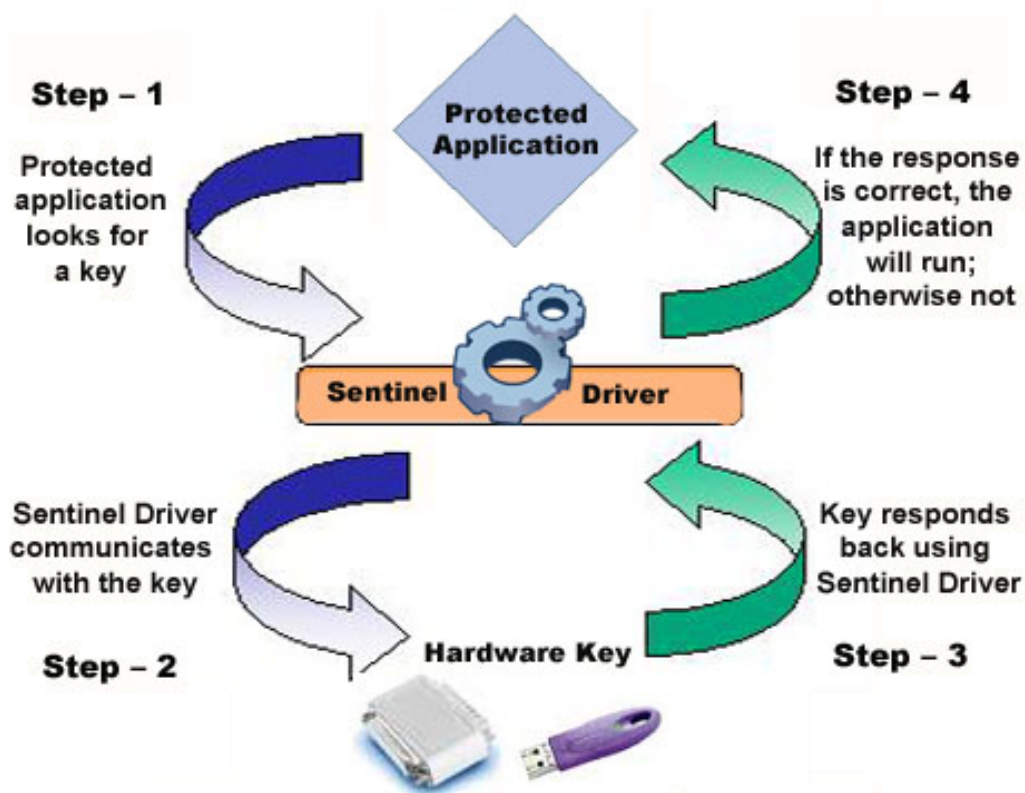 Step – 1
Protected
application
looks for
a key
Protected
Application
Step – 4
If the response
is correct, the
application
will run;
otherwise not
Sentinel Driver
Sentinel Driver
communicates
with the key
Step – 2
Hardware Key
Key responds
back using
Sentinel Driver
Step – 3